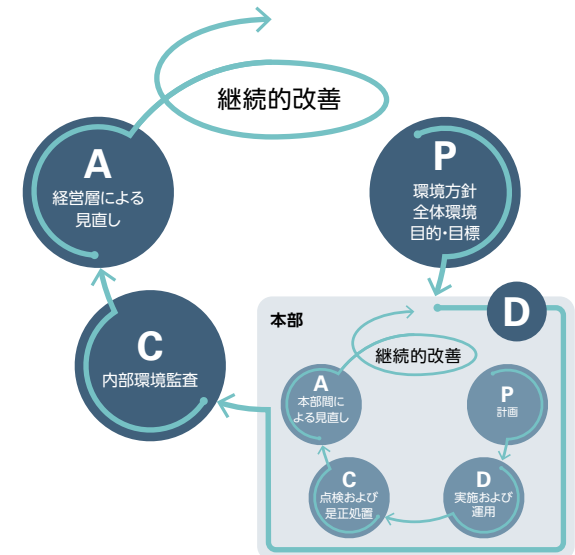 継続的改善
A
経営層による
見直し
P
環境方針
全体環境
目的・目標
C
内部環境監査
D
本部
継続的改善
A
本部間に
よる見直し
P
計画
C
点検および
是正処置
D
実施および
運用